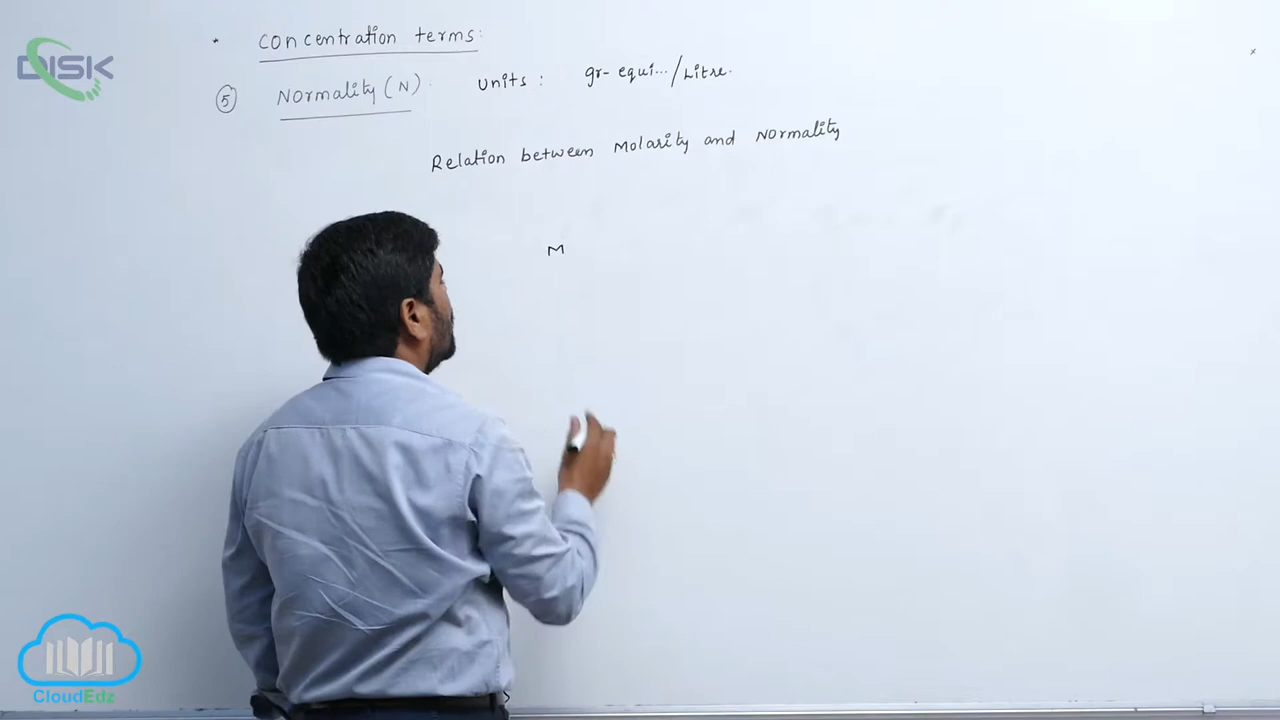 DISK
* Concentration terms:
⑤ Normality (N): Units: gr-equi.../Litre.
Relation between Molarity and Normality
M
CloudEdz